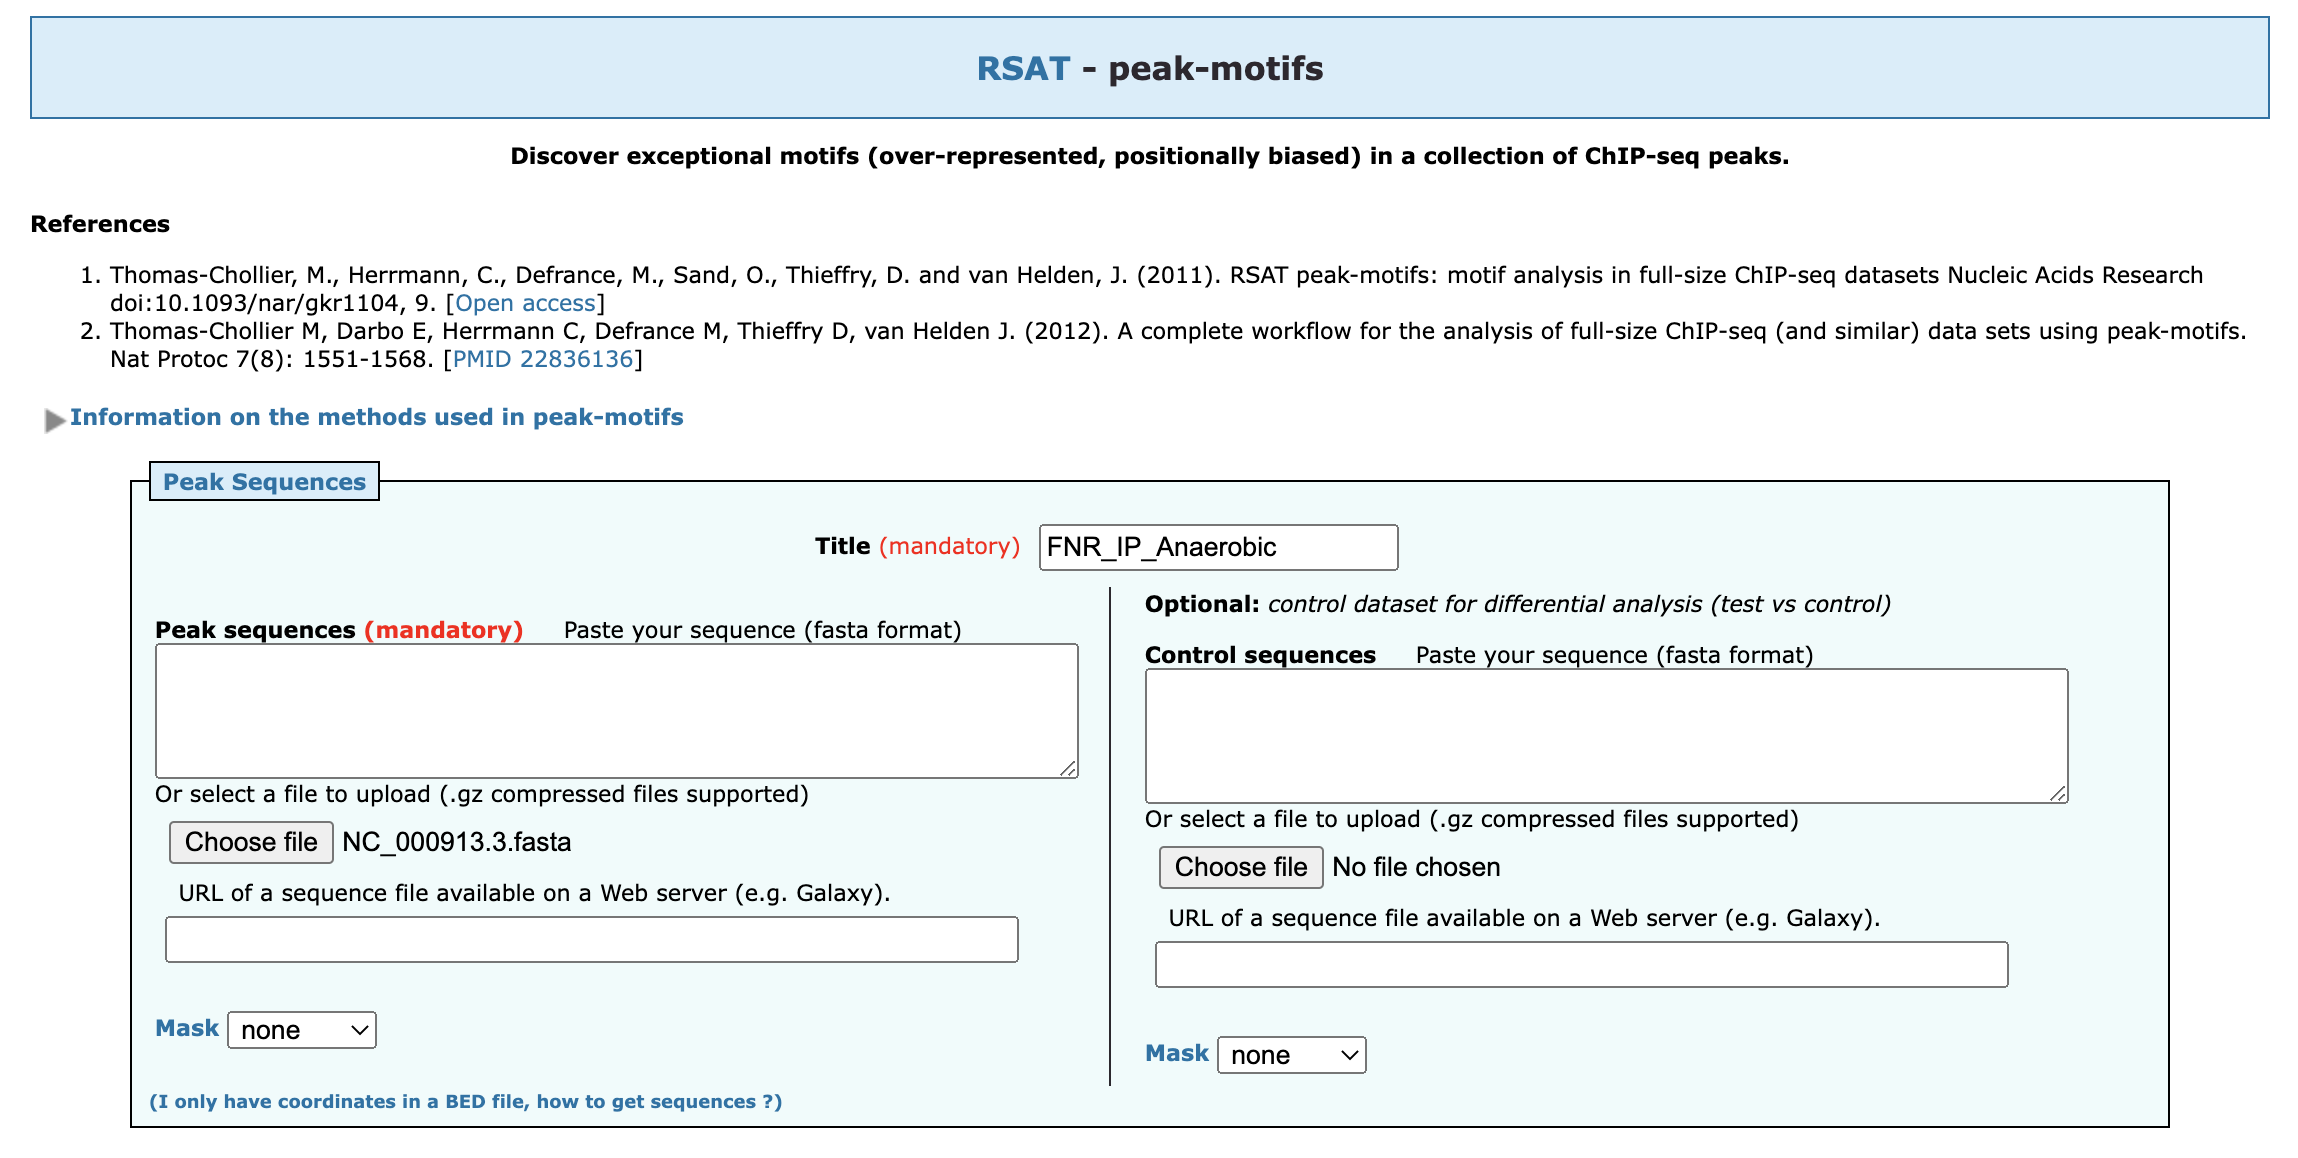 RSAT - peak-motifs
Discover exceptional motifs (over-represented, positionally biased) in a collection of ChIP-seq peaks.
References
1. Thomas-Chollier, M., Herrmann, C., Defrance, M., Sand, O., Thieffry, D. and van Helden, J. (2011). RSAT peak-motifs: motif analysis in full-size ChIP-seq datasets Nucleic Acids Research
doi:10.1093/nar/gkr1104, 9. [Open access]
2. Thomas-Chollier M, Darbo E, Herrmann C, Defrance M, Thieffry D, van Helden J. (2012). A complete workflow for the analysis of full-size ChIP-seq (and similar) data sets using peak-motifs.
Nat Protoc 7(8): 1551-1568. [PMID 22836136]
Information on the methods used in peak-motifs
Peak Sequences
Title (mandatory) FNR_IP_Anaerobic
Peak sequences (mandatory) Paste your sequence (fasta format)
Or select a file to upload (.gz compressed files supported)
Choose file NC_000913.3.fasta
URL of a sequence file available on a Web server (e.g. Galaxy).
Mask none
(I only have coordinates in a BED file, how to get sequences ?)
Optional: control dataset for differential analysis (test vs control)
Control sequences Paste your sequence (fasta format)
Or select a file to upload (.gz compressed files supported)
Choose file No file chosen
URL of a sequence file available on a Web server (e.g. Galaxy).
Mask none